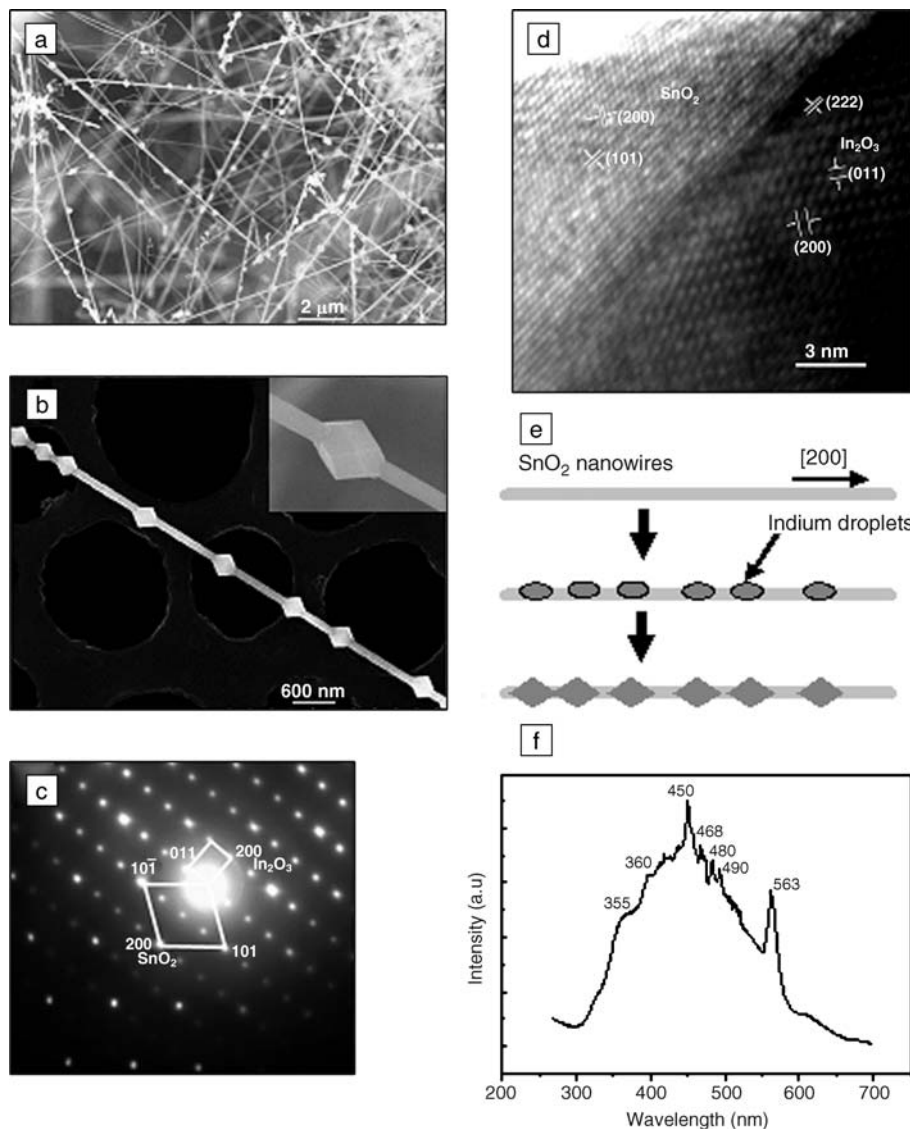 a
2 μm
b
600 nm
c
011
200
In₂O₃
101̅
200
SnO₂
101
d
SnO₂
(200)
(101)
(222)
In₂O₃
(011)
(200)
3 nm
e
SnO₂ nanowires
[200]
Indium droplets
f
450
468
480
490
360
355
563
Intensity (a.u)
200 300 400 500 600 700
Wavelength (nm)